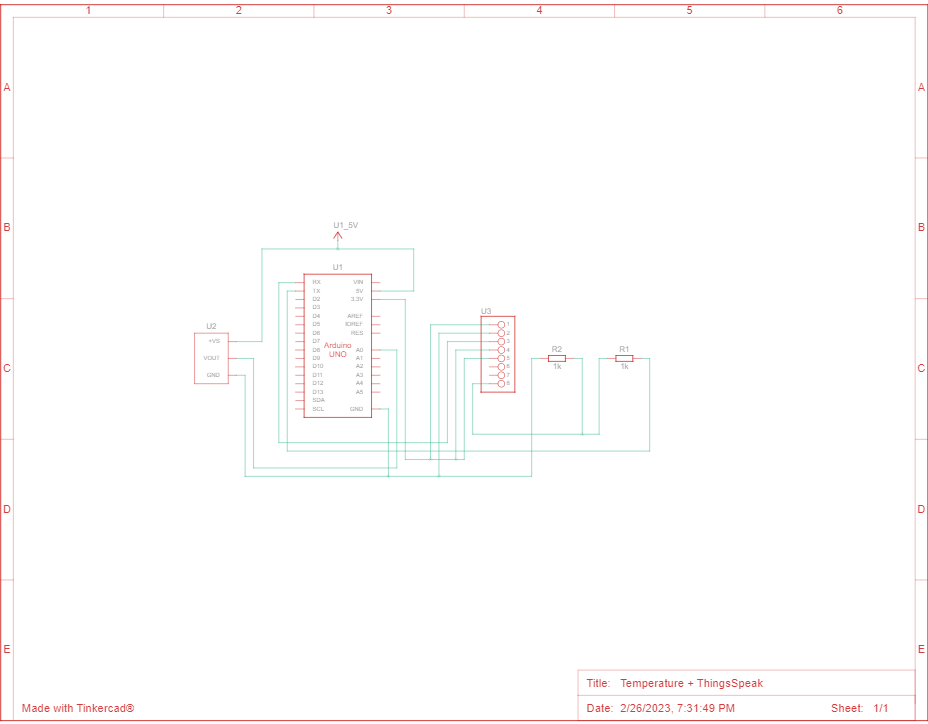 1 2 3 4 5 6
A A
B B
U1_5V
U1
RX VIN
TX 5V
D2 3.3V
D3
D4 AREF
D5 IOREF
D6 RES
D7
D8 A0
D9 A1
D10 A2
D11 A3
D12 A4
D13 A5
SDA
SCL GND
Arduino
UNO
U2
+VS
VOUT
GND
U3
1
2
3
4
5
6
7
8
R2
1k
R1
1k
C C
D D
E E
Title: Temperature + ThingsSpeak
Date: 2/26/2023, 7:31:49 PM Sheet: 1/1
Made with Tinkercad®